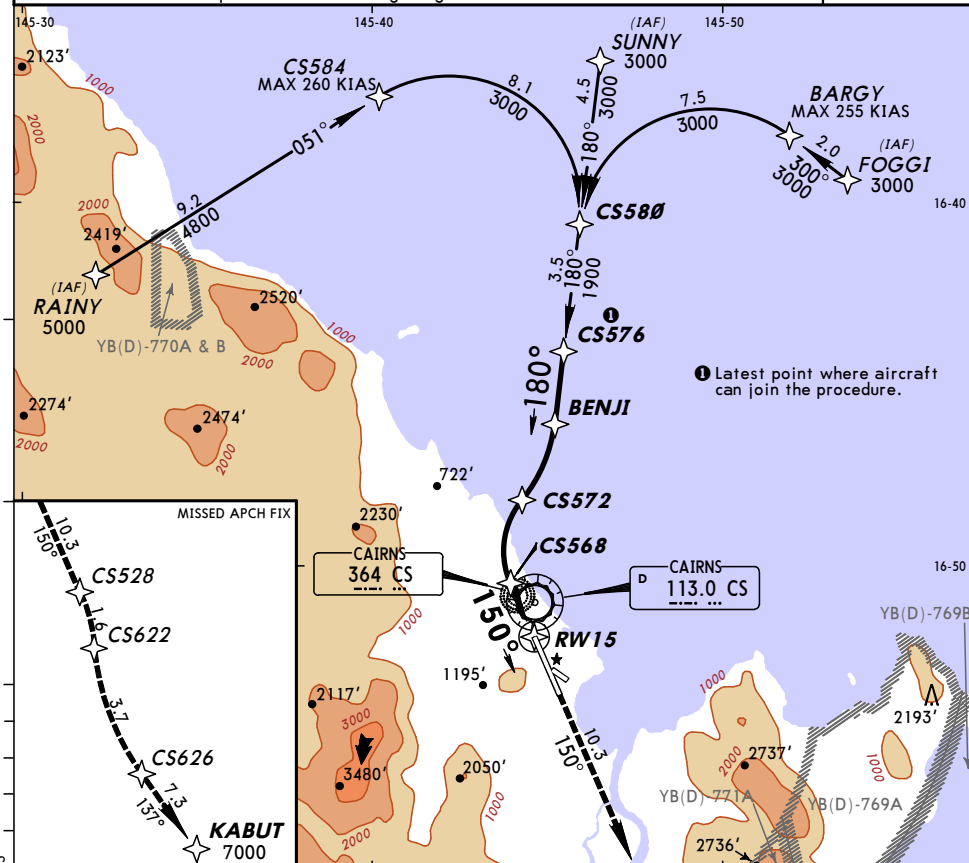 145-30
145-40
145-50
(IAF)
SUNNY
3000
2123'
1000
CS584
MAX 260 KIAS
8.1
3000
4.5
3000
180°
7.5
3000
BARGY
MAX 255 KIAS
2.0
300°
3000
(IAF)
FOGGI
3000
2000
051°
9.2
4800
2000
2419'
CS58Ø
16-40
(IAF)
RAINY
5000
3.5
180°
1900
2520'
1000
2000
YB(D)-770A & B
❶
CS576
180°
❶ Latest point where aircraft
can join the procedure.
2274'
2000
2474'
2000
BENJI
722'
CS572
MISSED APCH FIX
10.3
150°
2230'
CS568
CAIRNS
364 CS
D
CAIRNS
113.0 CS
16-50
CS528
1.6
CS622
1000
150°
RW15
YB(D)-769B
1195'
3.7
2117'
3000
3480'
2000
2050'
1000
10.3
150°
1000
2000
2737'
2193'
1000
CS626
7.3
137°
YB(D)-771A
YB(D)-769A
KABUT
7000
2736'